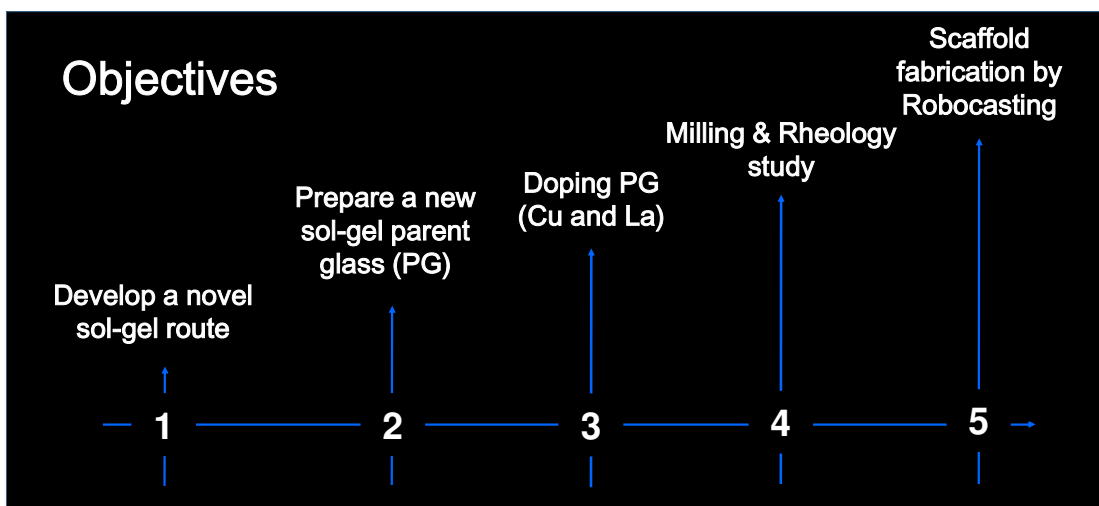 Objectives
Develop a novel
sol-gel route
Prepare a new
sol-gel parent
glass (PG)
Doping PG
(Cu and La)
Milling & Rheology
study
Scaffold
fabrication by
Robocasting
1
2
3
4
5